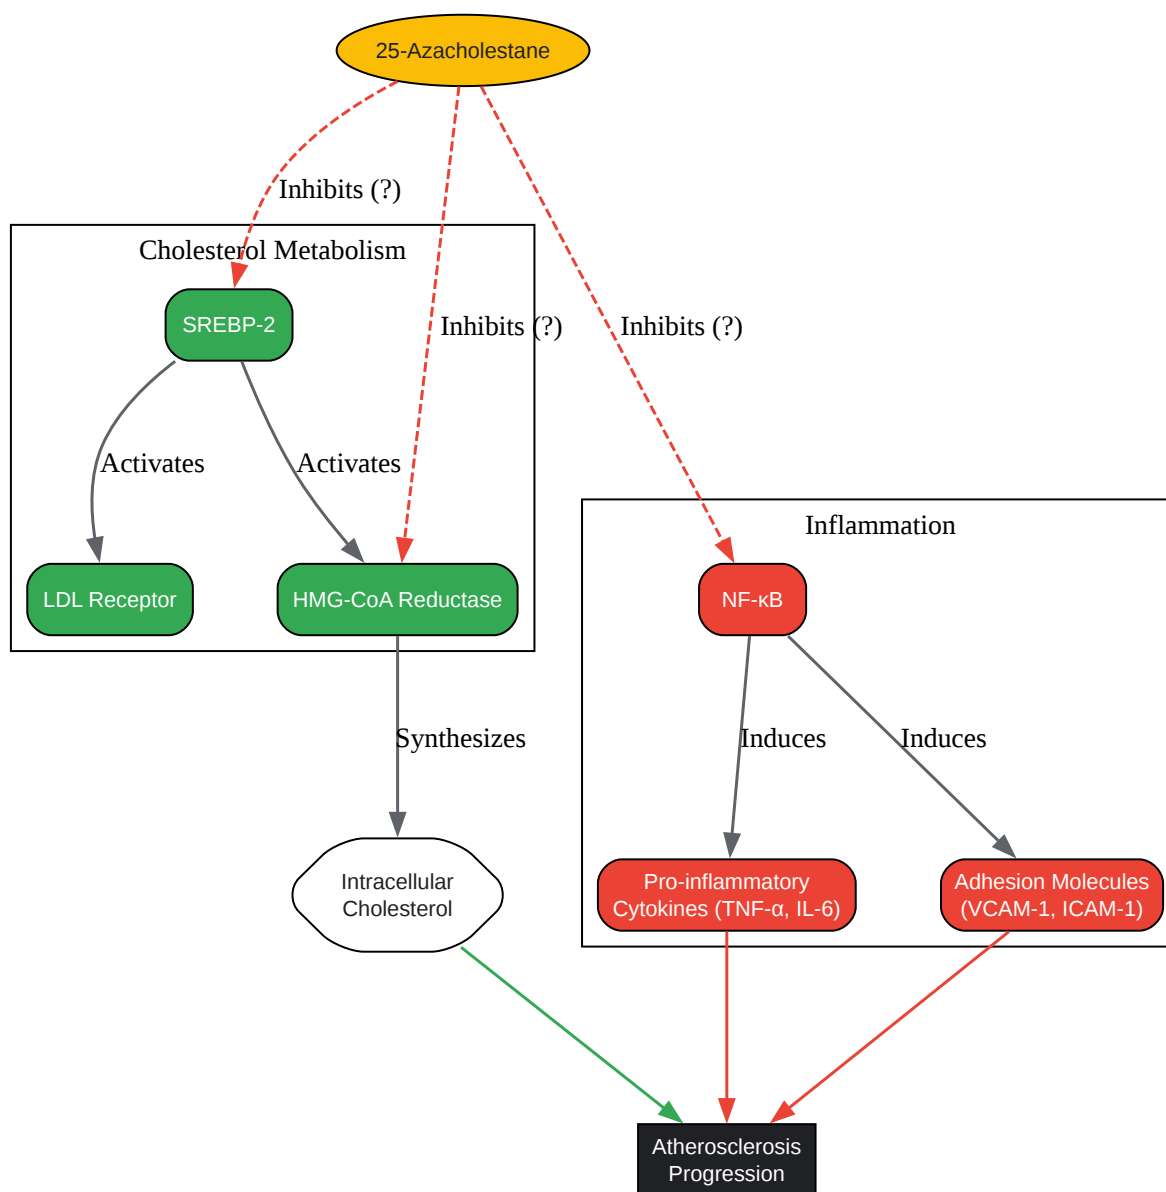 25-Azacholestane
Inhibits (?)
Cholesterol Metabolism
SREBP-2
Inhibits (?)
Inhibits (?)
Activates
Activates
Inflammation
LDL Receptor
HMG-CoA Reductase
NF-κB
Synthesizes
Induces
Induces
Intracellular
Cholesterol
Pro-inflammatory
Cytokines (TNF-α, IL-6)
Adhesion Molecules
(VCAM-1, ICAM-1)
Atherosclerosis
Progression